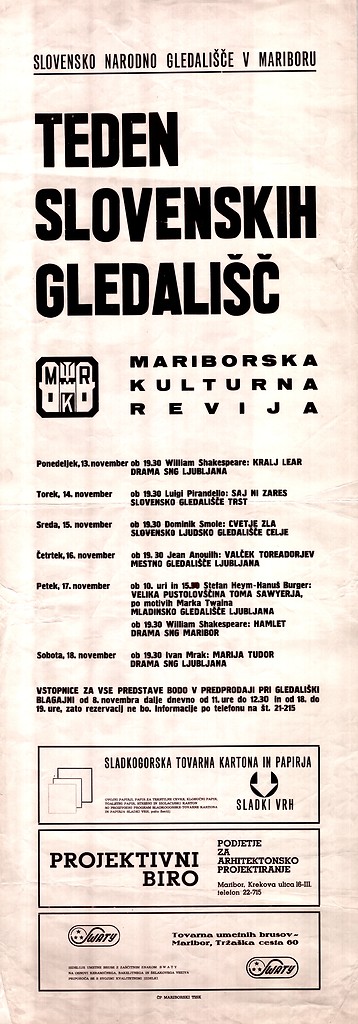 SLOVENSKO NARODNO GLEDALIŠČE V MARIBORU
TEDEN
SLOVENSKIH
GLEDALIŠČ
M R
K
MARIBORSKA
KULTURNA
REVIJA
Ponedeljek, 13. november ob 19.30 William Shakespeare: KRALJ LEAR
DRAMA SNG LJUBLJANA
Torek, 14. november ob 19.30 Luigi Pirandello: SAJ NI ZARES
SLOVENSKO GLEDALIŠČE TRST
Sreda, 15. november ob 19.30 Dominik Smole: CVETJE ZLA
SLOVENSKO LJUDSKO GLEDALIŠČE CELJE
Četrtek, 16. november ob 19. 30 Jean Anouilh: VALČEK TOREADORJEV
MESTNO GLEDALIŠČE LJUBLJANA
Petek, 17. november ob 10. uri in Stefan Heym-Hanuš Burger:
VELIKA PUSTOLOVŠČINA TOMA SAWYERJA,
po motivih Marka Twaina
MLADINSKO GLEDALIŠČE LJUBLJANA
ob 19.30 William Shakespeare: HAMLET
DRAMA SNG MARIBOR
Sobota, 18. november ob 19.30 Ivan Mrak: MARIJA TUDOR
DRAMA SNG LJUBLJANA
VSTOPNICE ZA VSE PREDSTAVE BODO V PREDPRODAJI PRI GLEDALIŠKI
BLAGAJNI od 8. novembra dalje dnevno od 11. ure do 12.30 in od 18. do
19. ure, zato rezervacij ne bo. Informacije po telefonu na št. 21-215
SLADKOGORSKA TOVARNA KARTONA IN PAPIRJA
SLADKI VRH
PROJEKTIVNI
BIRO
PODJETJE
ZA
ARHITEKTONSKO
PROJEKTIRANJE
Maribor, Krekova ulica 18-III.
telefon 22-715
SWATY
Tovarna umetnih brusov-
Maribor, Tržaška cesta 60
SWATY
ČP MARIBORSKI TISK